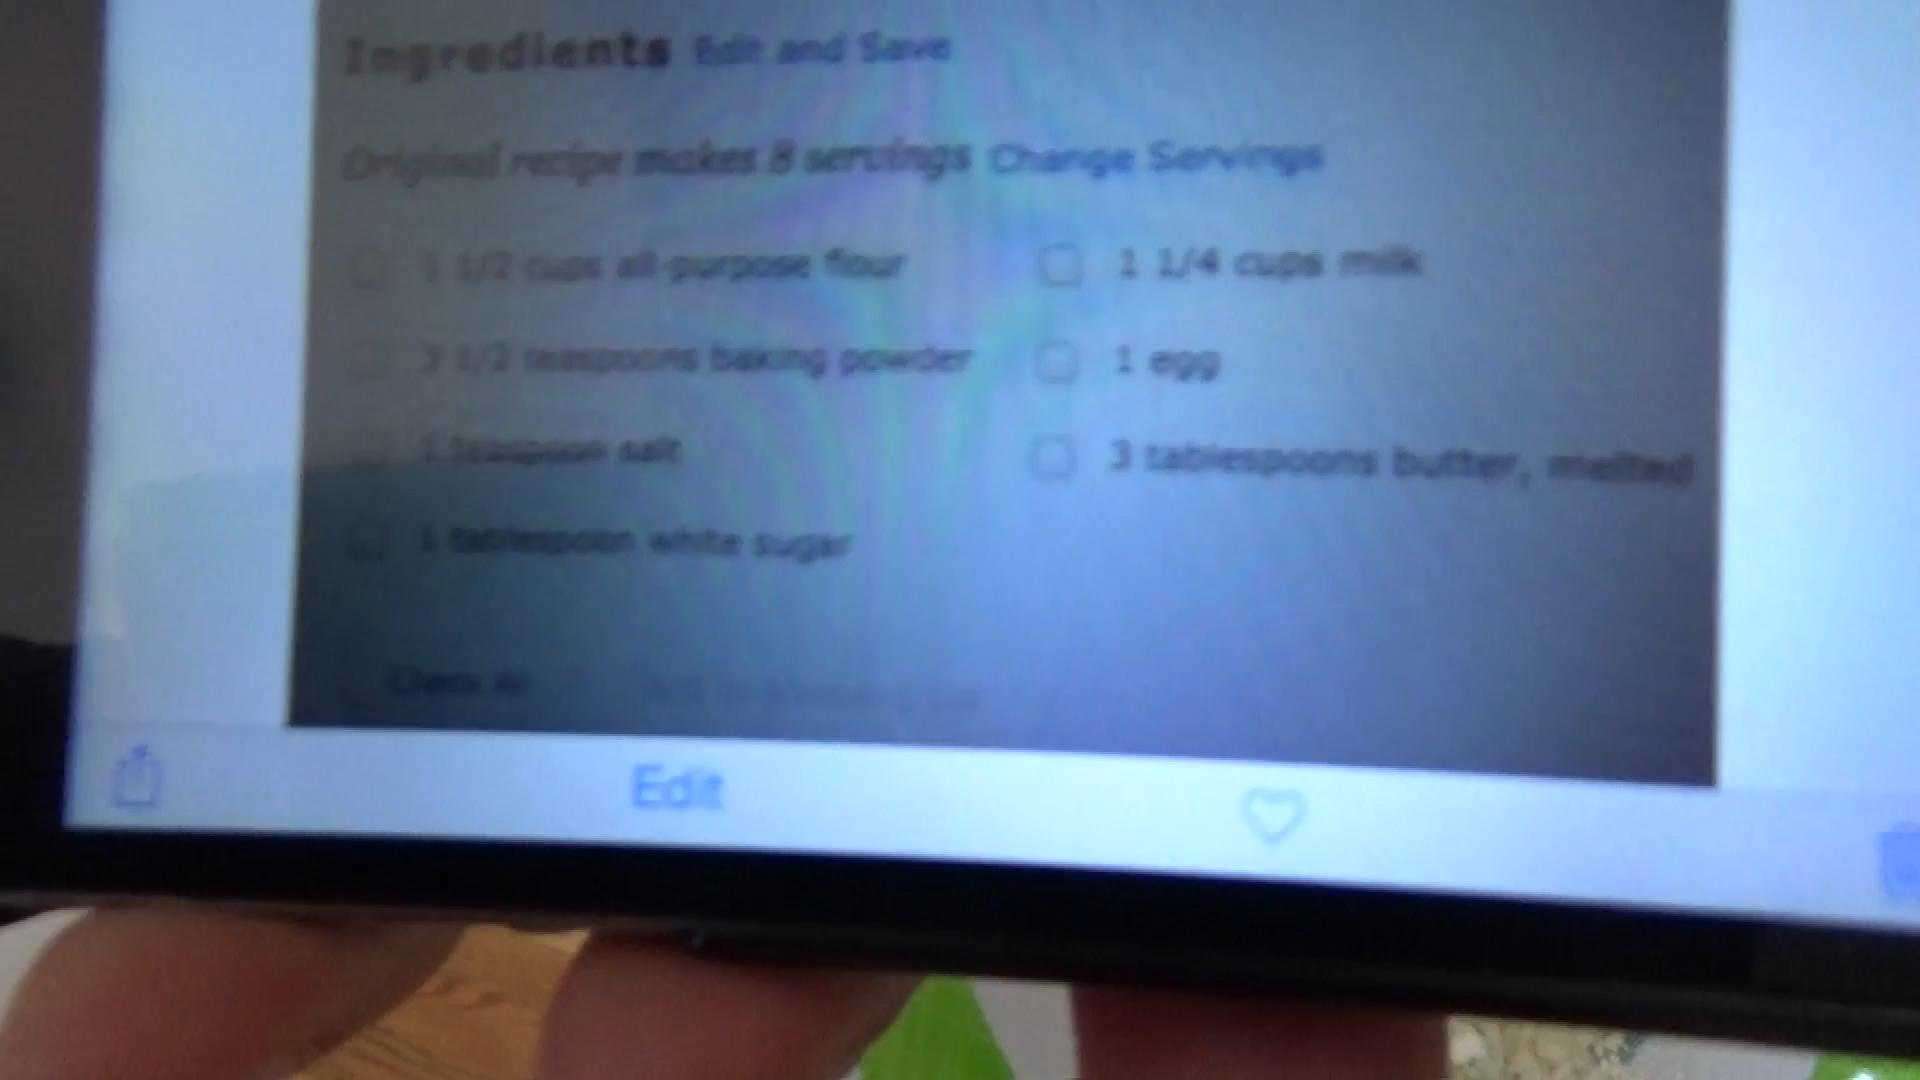 Ingredients Edit and Save
Original recipe makes 8 servings Change Servings
1 1/2 cups all-purpose flour
1 1/4 cups milk
3 1/2 teaspoons baking powder
1 egg
1 teaspoon salt
3 tablespoons butter, melted
1 tablespoon white sugar
Check All
Edit